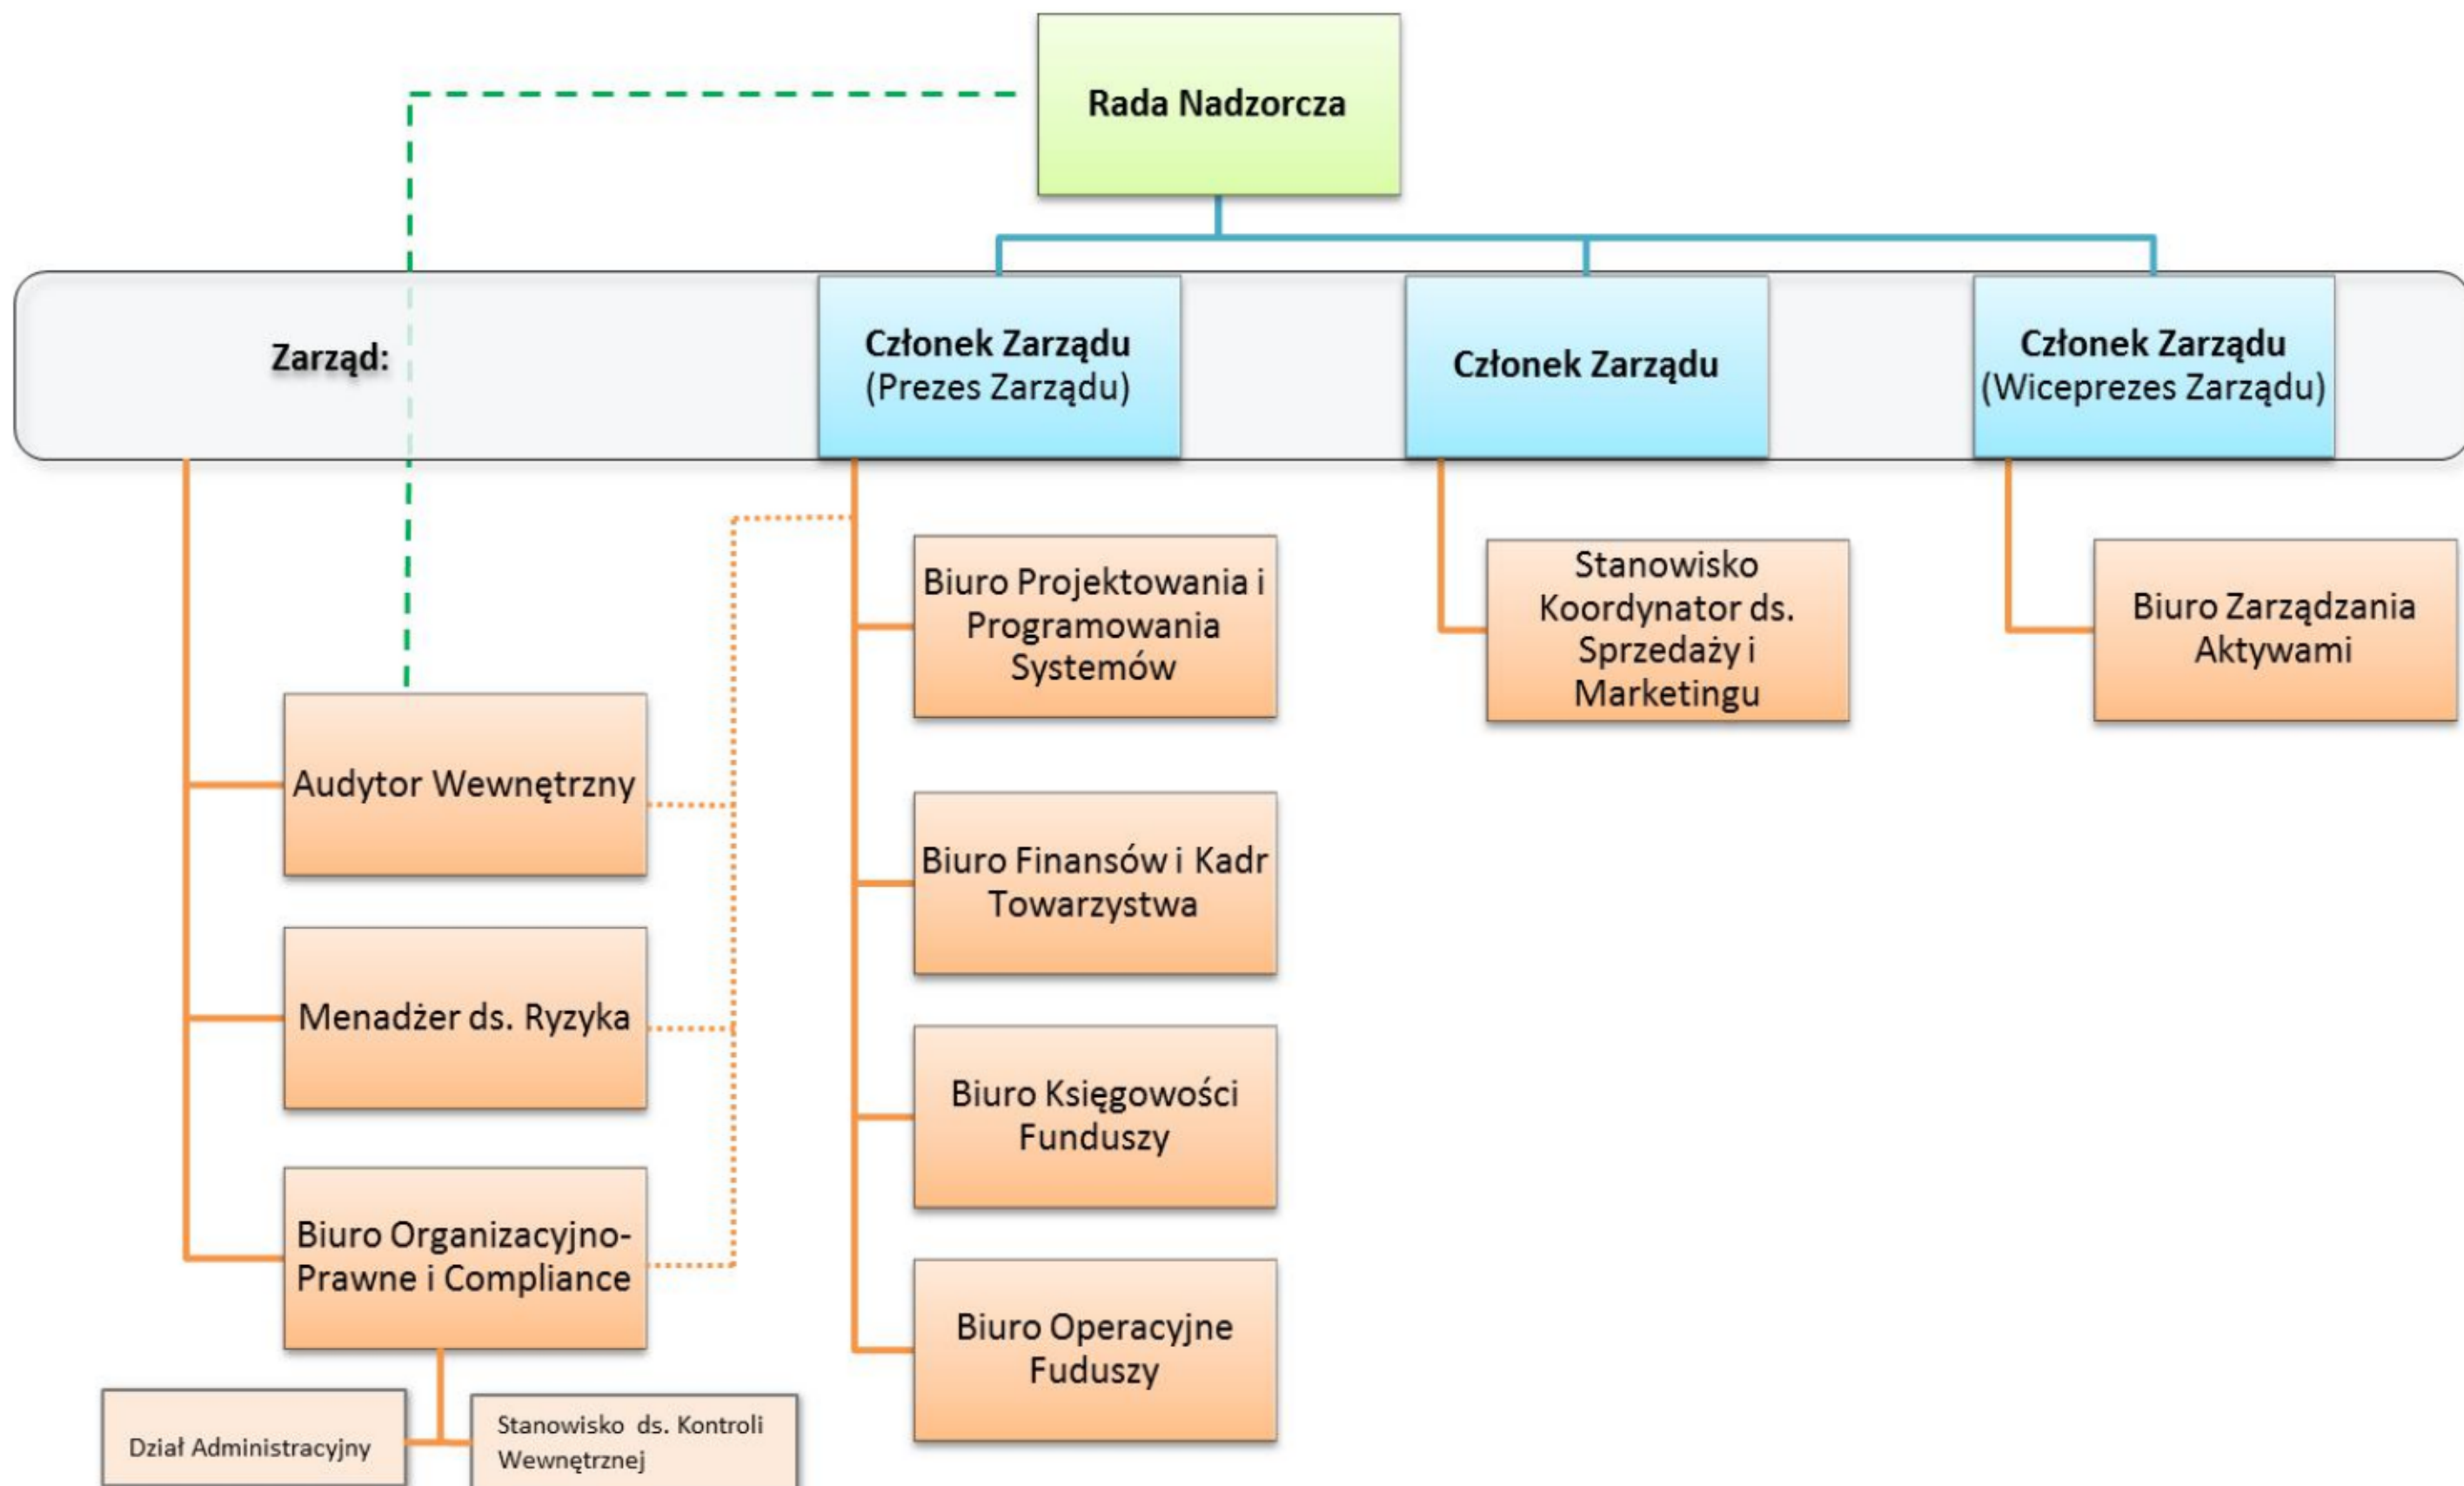 Rada Nadzorcza
Zarząd:
Członek Zarządu
(Prezes Zarządu)
Członek Zarządu
Członek Zarządu
(Wiceprezes Zarządu)
Audytor Wewnętrzny
Menadżer ds. Ryzyka
Biuro Organizacyjno-
Prawne i Compliance
Dział Administracyjny
Stanowisko ds. Kontroli
Wewnętrznej
Biuro Projektowania i
Programowania
Systemów
Biuro Finansów i Kadr
Towarzystwa
Biuro Księgowości
Funduszy
Biuro Operacyjne
Fuduszy
Stanowisko
Koordynator ds.
Sprzedaży i
Marketingu
Biuro Zarządzania
Aktywami